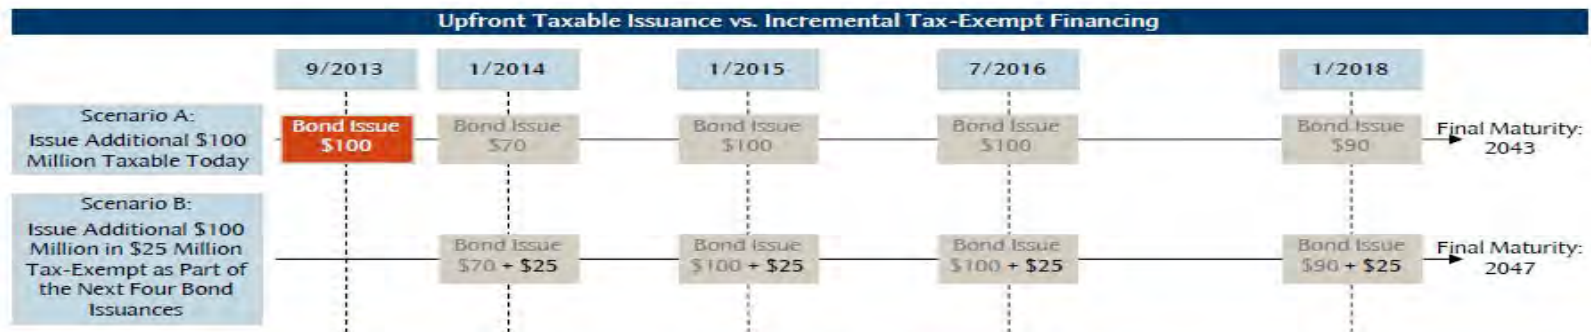 Upfront Taxable Issuance vs. Incremental Tax-Exempt Financing
9/2013
1/2014
1/2015
7/2016
1/2018
Scenario A:
Issue Additional $100
Million Taxable Today
Bond Issue
$100
Bond Issue
$70
Bond Issue
$100
Bond Issue
$100
Bond Issue
$90
Final Maturity:
2043
Scenario B:
Issue Additional $100
Million in $25 Million
Tax-Exempt as Part of
the Next Four Bond
Issuances
Bond Issue
$70 + $25
Bond Issue
$100 + $25
Bond Issue
$100 + $25
Bond Issue
$90 + $25
Final Maturity:
2047